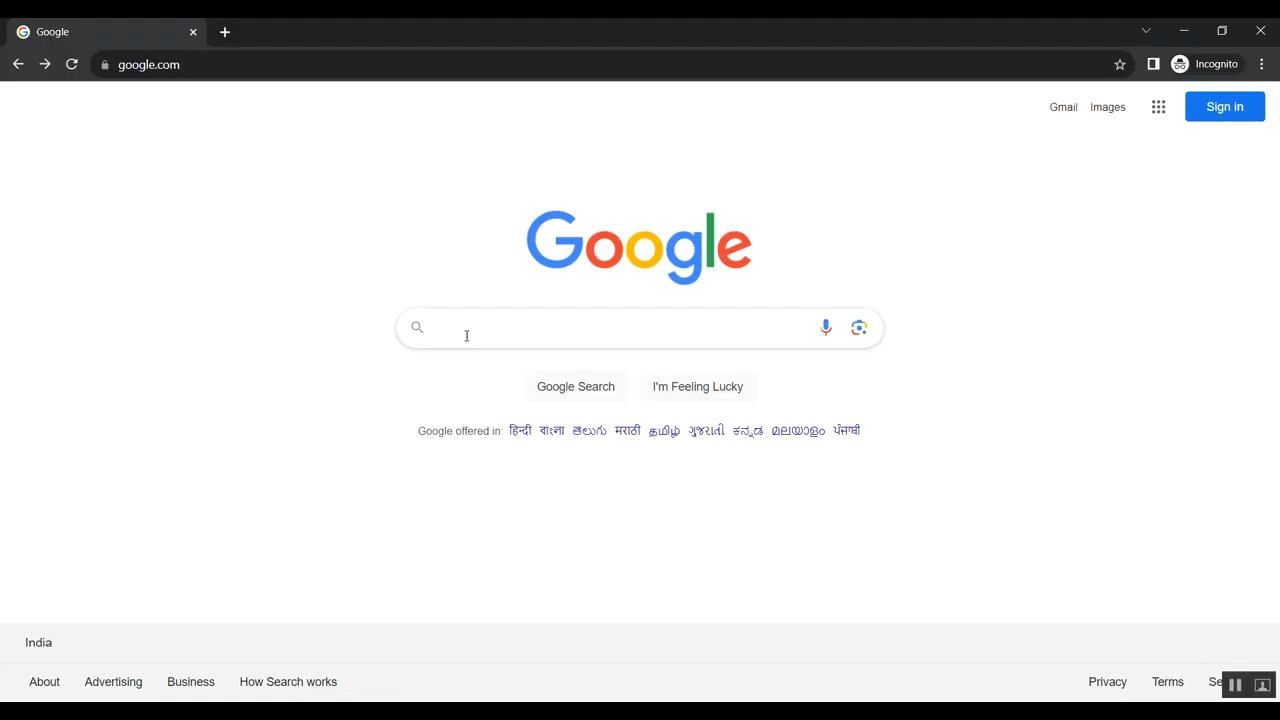 Google
google.com
Incognito
Gmail Images Sign in
Google
Google Search I'm Feeling Lucky
Google offered in: हिन्दी বাংলা తెలుగు मराठी தமிழ் ગુજરાતી ಕನ್ನಡ മലയാളം ਪੰਜਾਬੀ
India
About Advertising Business How Search works Privacy Terms